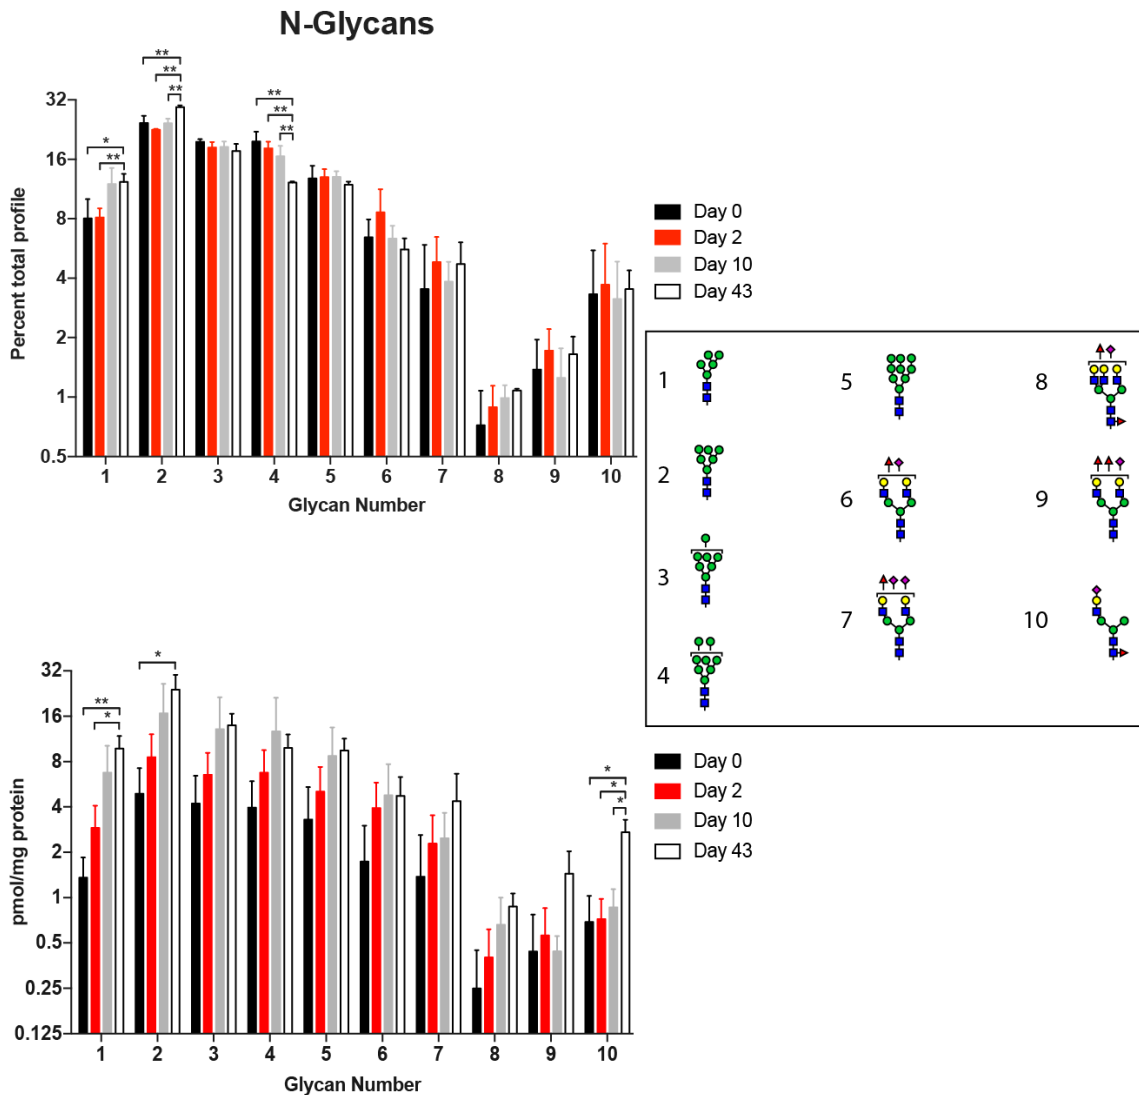 N-Glycans
Percent total profile
32
16
8
4
2
1
0.5
* ** ** ** ** ** ** **
1 2 3 4 5 6 7 8 9 10
Glycan Number
Day 0
Day 2
Day 10
Day 43
1 5 8
2 6 9
3 7 10
4
pmol/mg protein
32
16
8
4
2
1
0.5
0.25
0.125
** * * * * *
1 2 3 4 5 6 7 8 9 10
Glycan Number
Day 0
Day 2
Day 10
Day 43